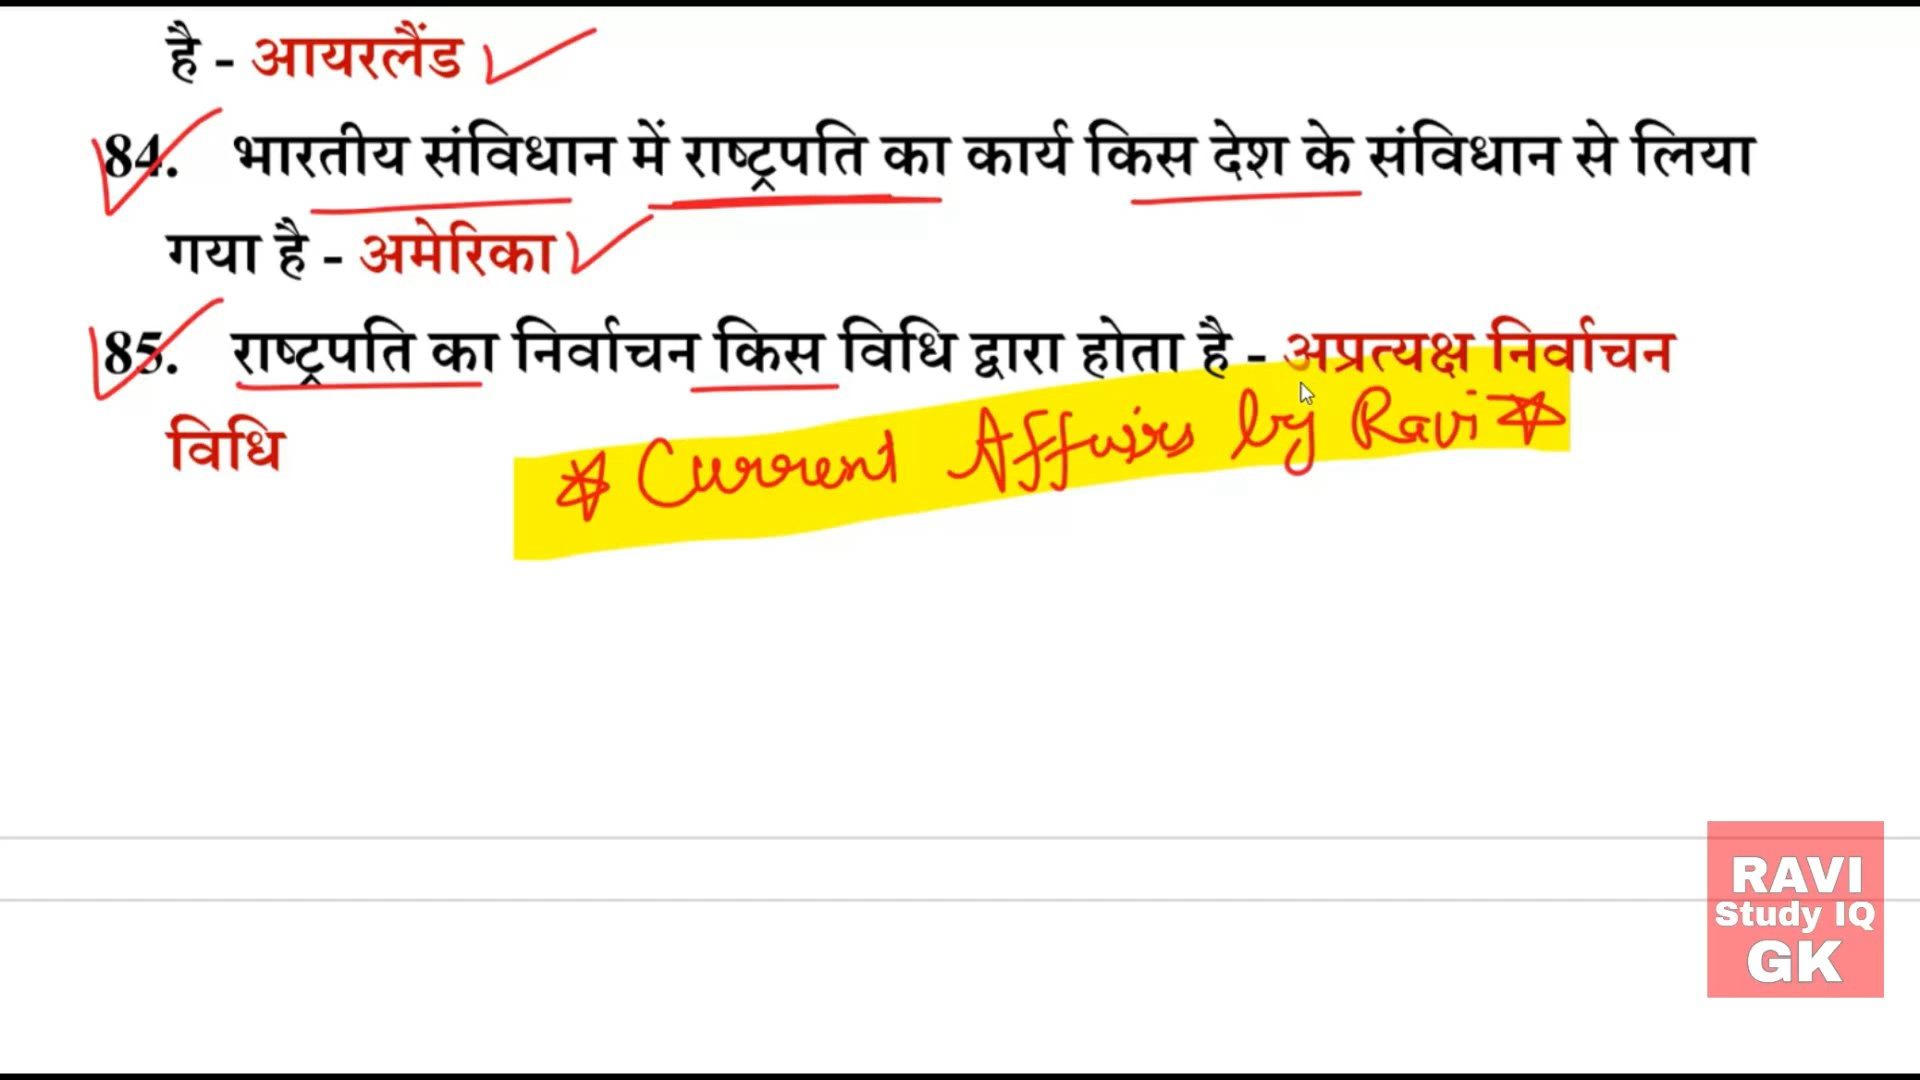 है - आयरलैंड
84. भारतीय संविधान में राष्ट्रपति का कार्य किस देश के संविधान से लिया
गया है - अमेरिका
85. राष्ट्रपति का निर्वाचन किस विधि द्वारा होता है - अप्रत्यक्ष निर्वाचन
विधि
Current Affairs by Ravi
RAVI
Study IQ
GK